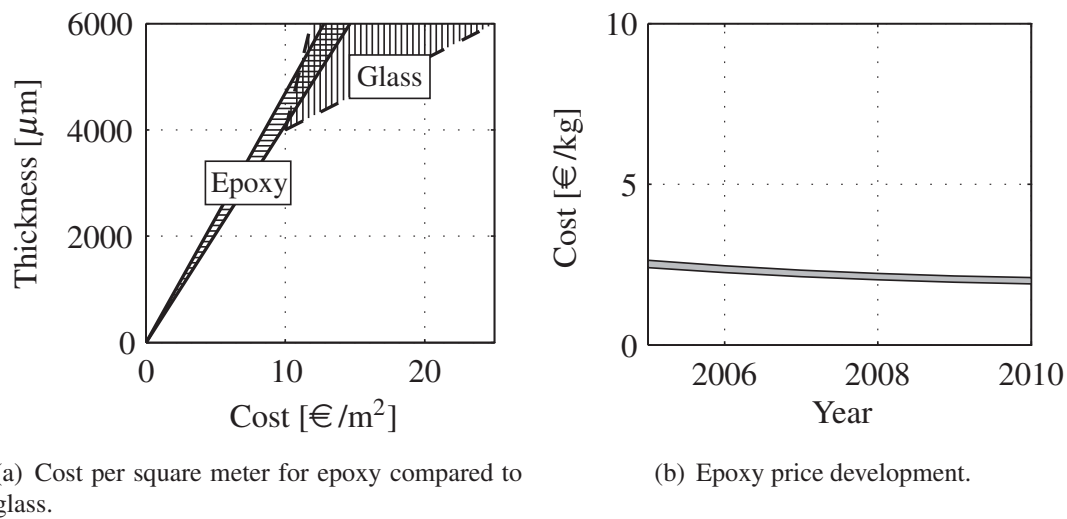 6000
4000
2000
0
Thickness [μm]
Glass
Epoxy
0 10 20
Cost [€/m²]
10
5
0
Cost [€/kg]
2006 2008 2010
Year
a) Cost per square meter for epoxy compared to
glass.
(b) Epoxy price development.